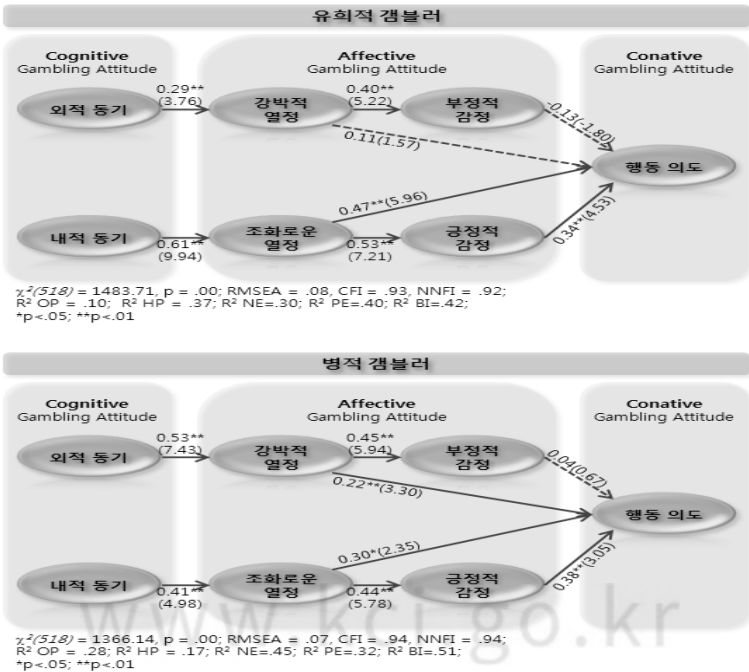 유희적 갬블러
Cognitive
Gambling Attitude
Affective
Gambling Attitude
Conative
Gambling Attitude
외적 동기
0.29**
(3.76)
강박적
열정
0.40**
(5.22)
부정적
감정
-0.13(-1.80)
0.11(1.57)
행동 의도
0.47**(5.96)
내적 동기
0.61**
(9.94)
조화로운
열정
0.53**
(7.21)
긍정적
감정
0.34**(4.53)
χ²(518) = 1483.71, p = .00; RMSEA = .08, CFI = .93, NNFI = .92;
R² OP = .10; R² HP = .37; R² NE=.30; R² PE=.40; R² BI=.42;
*p<.05; **p<.01
병적 갬블러
Cognitive
Gambling Attitude
Affective
Gambling Attitude
Conative
Gambling Attitude
외적 동기
0.53**
(7.43)
강박적
열정
0.45**
(5.94)
부정적
감정
0.04(0.67)
0.22**(3.30)
행동 의도
0.30*(2.35)
내적 동기
0.41**
(4.98)
조화로운
열정
0.44**
(5.78)
긍정적
감정
0.38**(3.05)
www.kci.go.kr
χ²(518) = 1366.14, p = .00; RMSEA = .07, CFI = .94, NNFI = .94;
R² OP = .28; R² HP = .17; R² NE=.45; R² PE=.32; R² BI=.51;
*p<.05; **p<.01